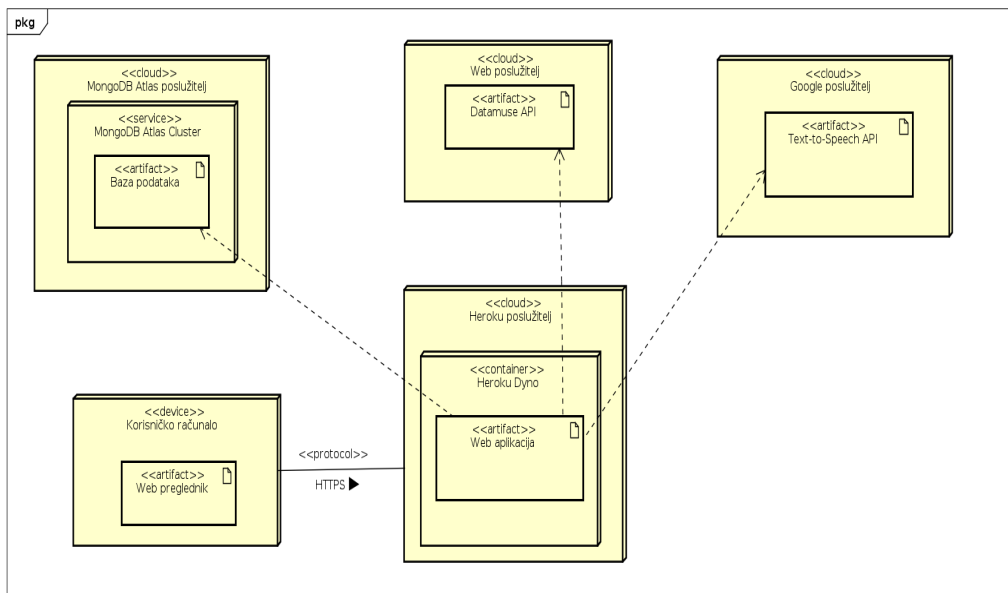 pkg
<<cloud>>
MongoDB Atlas poslužitelj
<<service>>
MongoDB Atlas Cluster
<<artifact>>
Baza podataka
<<cloud>>
Web poslužitelj
<<artifact>>
Datamuse API
<<cloud>>
Google poslužitelj
<<artifact>>
Text-to-Speech API
<<cloud>>
Heroku poslužitelj
<<container>>
Heroku Dyno
<<artifact>>
Web aplikacija
<<device>>
Korisničko računalo
<<artifact>>
Web preglednik
<<protocol>>
HTTPS